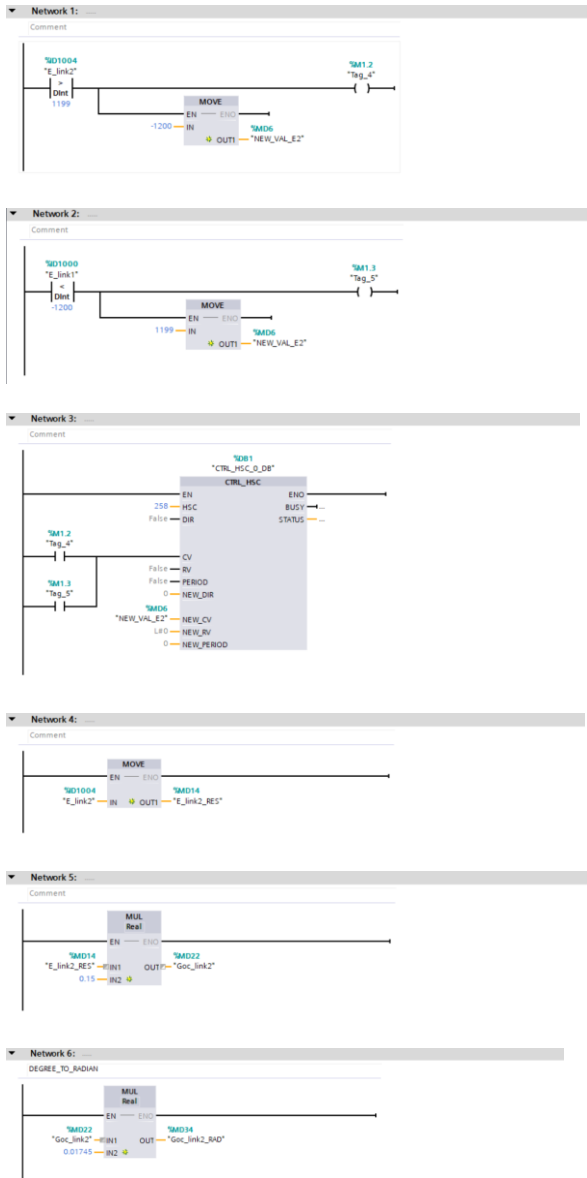 Network 1: ....
Comment
%ID1004
"E_link2"
>
DInt
1199
%M1.2
"Tag_4"
MOVE
EN ENO
-1200 IN
%MD6
OUT1 "NEW_VAL_E2"
Network 2: ....
Comment
%ID1000
"E_link1"
<
DInt
-1200
%M1.3
"Tag_5"
MOVE
EN ENO
1199 IN
%MD6
OUT1 "NEW_VAL_E2"
Network 3: ....
Comment
%DB1
"CTRL_HSC_0_DB"
CTRL_HSC
EN ENO
258 HSC BUSY ...
False DIR STATUS ...
%M1.2
"Tag_4"
CV
False RV
%M1.3
"Tag_5"
False PERIOD
0 NEW_DIR
%MD6
"NEW_VAL_E2" NEW_CV
L#0 NEW_RV
0 NEW_PERIOD
Network 4: ....
Comment
MOVE
EN ENO
%ID1004 %MD14
"E_link2" IN OUT1 "E_link2_RES"
Network 5: ....
Comment
MUL
Real
EN ENO
%MD14 %MD22
"E_link2_RES" IN1 OUT "Goc_link2"
0.15 IN2
Network 6: ....
DEGREE_TO_RADIAN
MUL
Real
EN ENO
%MD22 %MD34
"Goc_link2" IN1 OUT "Goc_link2_RAD"
0.01745 IN2